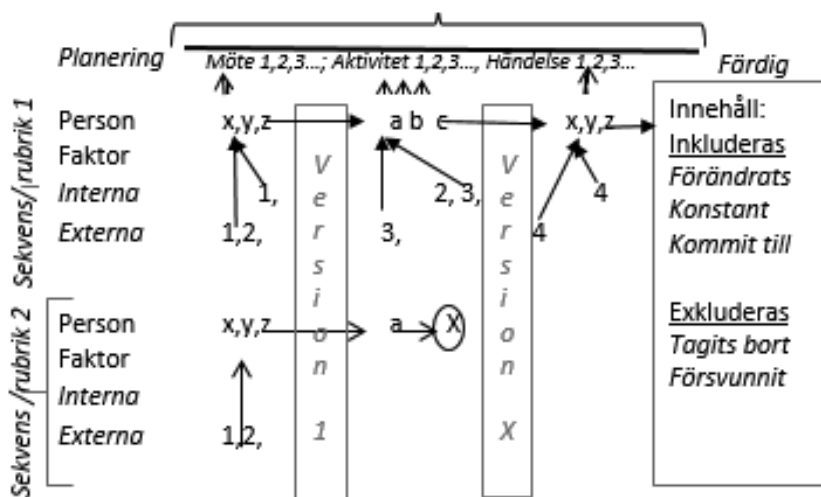 Planering Möte 1,2,3...; Aktivitet 1,2,3..., Händelse 1,2,3... Färdig
Sekvens/rubrik 1
Person x,y,z a b c x,y,z
Faktor
Interna 1, 2, 3, 4
Externa 1,2, 3, 4
Sekvens /rubrik 2
Person x,y,z a X
Faktor
Interna
Externa 1,2,
Version 1
Version X
Innehåll:
Inkluderas
Förändrats
Konstant
Kommit till
Exkluderas
Tagits bort
Försvunnit